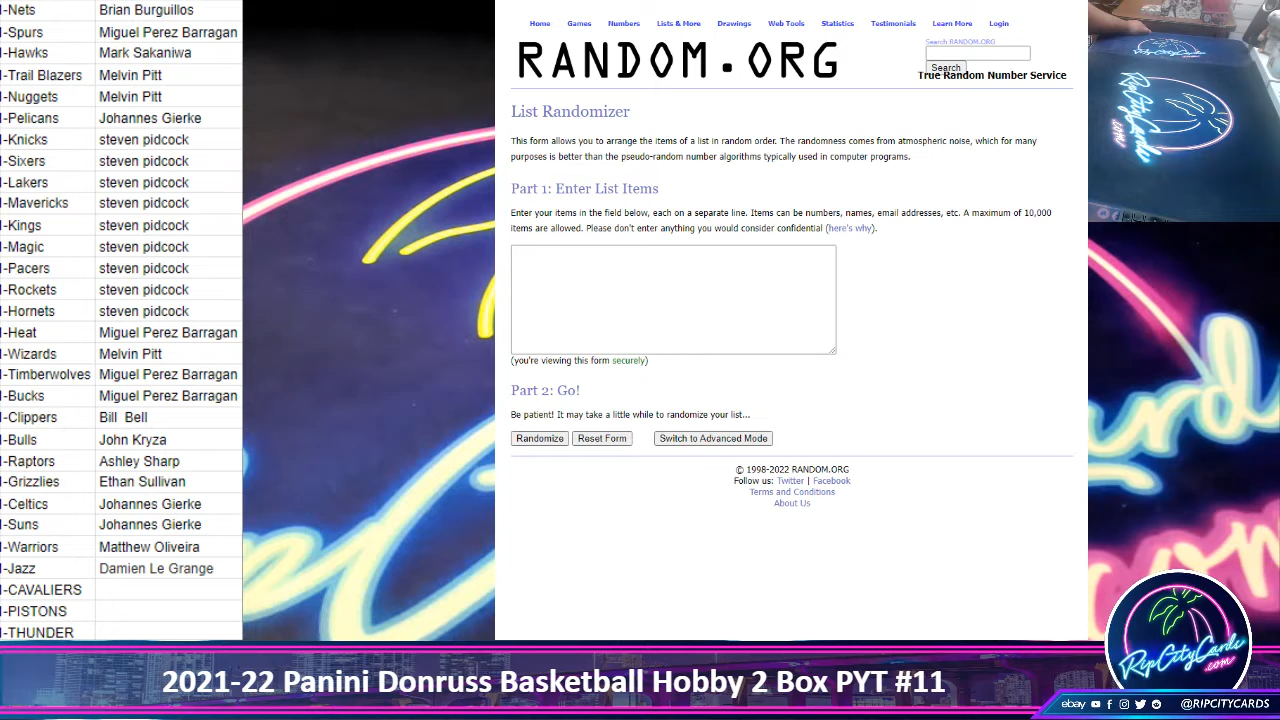 I-Nets Brian Burguillos
I-Spurs Miguel Perez Barragan
I-Hawks Mark Sakaniwa
I-Trail Blazers Melvin Pitt
I-Nuggets Melvin Pitt
I-Pelicans Johannes Gierke
I-Knicks steven pidcock
I-Sixers steven pidcock
I-Lakers steven pidcock
I-Mavericks steven pidcock
I-Kings steven pidcock
I-Magic steven pidcock
I-Pacers steven pidcock
I-Rockets steven pidcock
I-Hornets steven pidcock
I-Heat Miguel Perez Barragan
I-Wizards Melvin Pitt
I-Timberwolves Miguel Perez Barragan
I-Bucks Miguel Perez Barragan
I-Clippers Bill Bell
I-Bulls John Kryza
I-Raptors Ashley Sharp
I-Grizzlies Ethan Sullivan
I-Celtics Johannes Gierke
I-Suns Johannes Gierke
I-Warriors Matthew Oliveira
I-Jazz Damien Le Grange
I-CAVALIERS
I-PISTONS
I-THUNDER
Home Games Numbers Lists & More Drawings Web Tools Statistics Testimonials Learn More Login
RANDOM.ORG
Search RANDOM.ORG
Search
True Random Number Service
List Randomizer
This form allows you to arrange the items of a list in random order. The randomness comes from atmospheric noise, which for many
purposes is better than the pseudo-random number algorithms typically used in computer programs.
Part 1: Enter List Items
Enter your items in the field below, each on a separate line. Items can be numbers, names, email addresses, etc. A maximum of 10,000
items are allowed. Please don't enter anything you would consider confidential (here's why).
(you're viewing this form securely)
Part 2: Go!
Be patient! It may take a little while to randomize your list...
Randomize Reset Form Switch to Advanced Mode
© 1998-2022 RANDOM.ORG
Follow us: Twitter | Facebook
Terms and Conditions
About Us
RipCityCards
.com
RipCityCards
.com
2021-22 Panini Donruss Basketball Hobby 2 Box PYT #11
ebay @RIPCITYCARDS